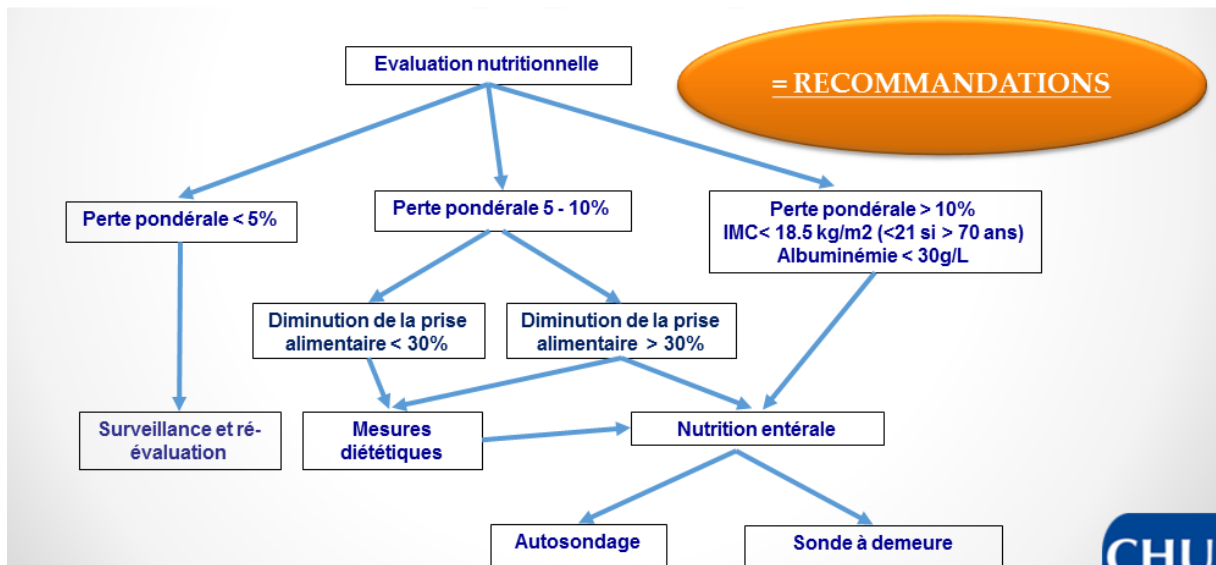 Evaluation nutritionnelle
= RECOMMANDATIONS
Perte pondérale < 5%
Perte pondérale 5 - 10%
Perte pondérale > 10%
IMC< 18.5 kg/m2 (<21 si > 70 ans)
Albuminémie < 30g/L
Diminution de la prise
alimentaire < 30%
Diminution de la prise
alimentaire > 30%
Surveillance et ré-
évaluation
Mesures
diététiques
Nutrition entérale
Autosondage
Sonde à demeure
CHU